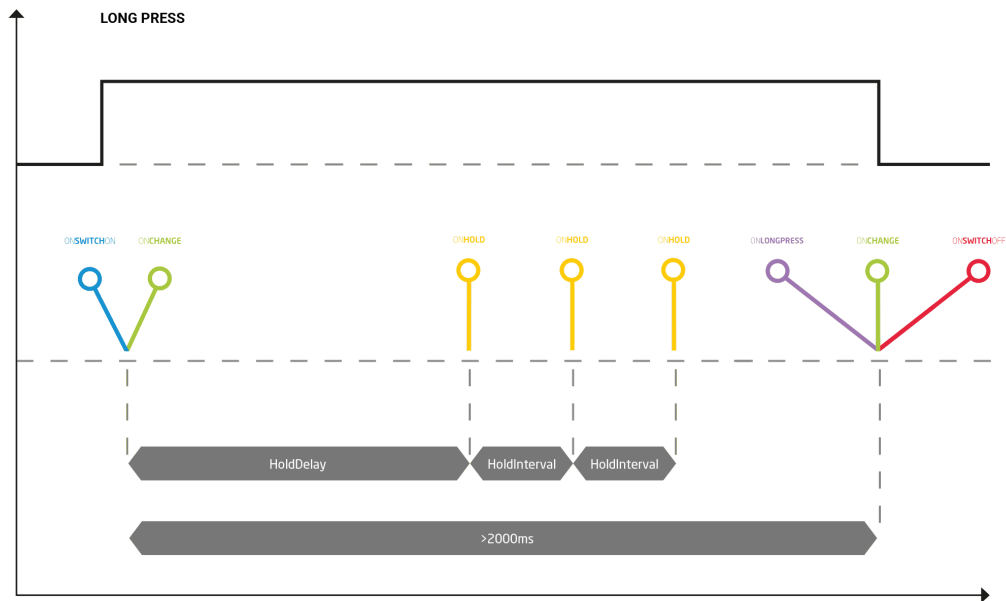 LONG PRESS
ONSWITCHON
ONCHANGE
ONHOLD
ONHOLD
ONHOLD
ONLONGPRESS
ONCHANGE
ONSWITCHOFF
HoldDelay
HoldInterval
HoldInterval
>2000ms